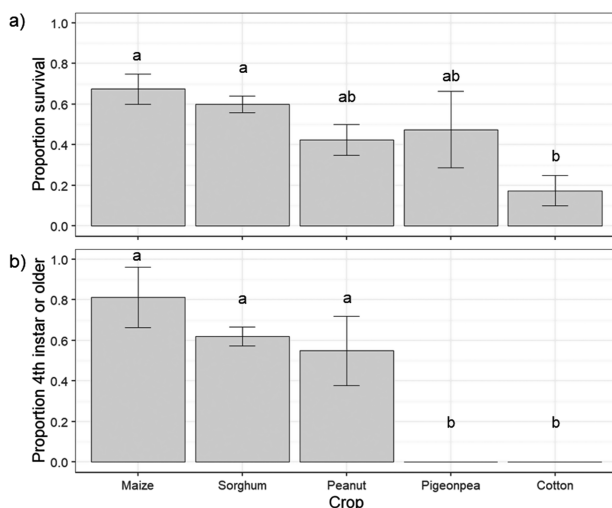 a)
Proportion survival
1.0
0.8
0.6
0.4
0.2
0.0
a
a
ab
ab
b
b)
Proportion 4th instar or older
1.0
0.8
0.6
0.4
0.2
0.0
a
a
a
b
b
Maize Sorghum Peanut Pigeonpea Cotton
Crop